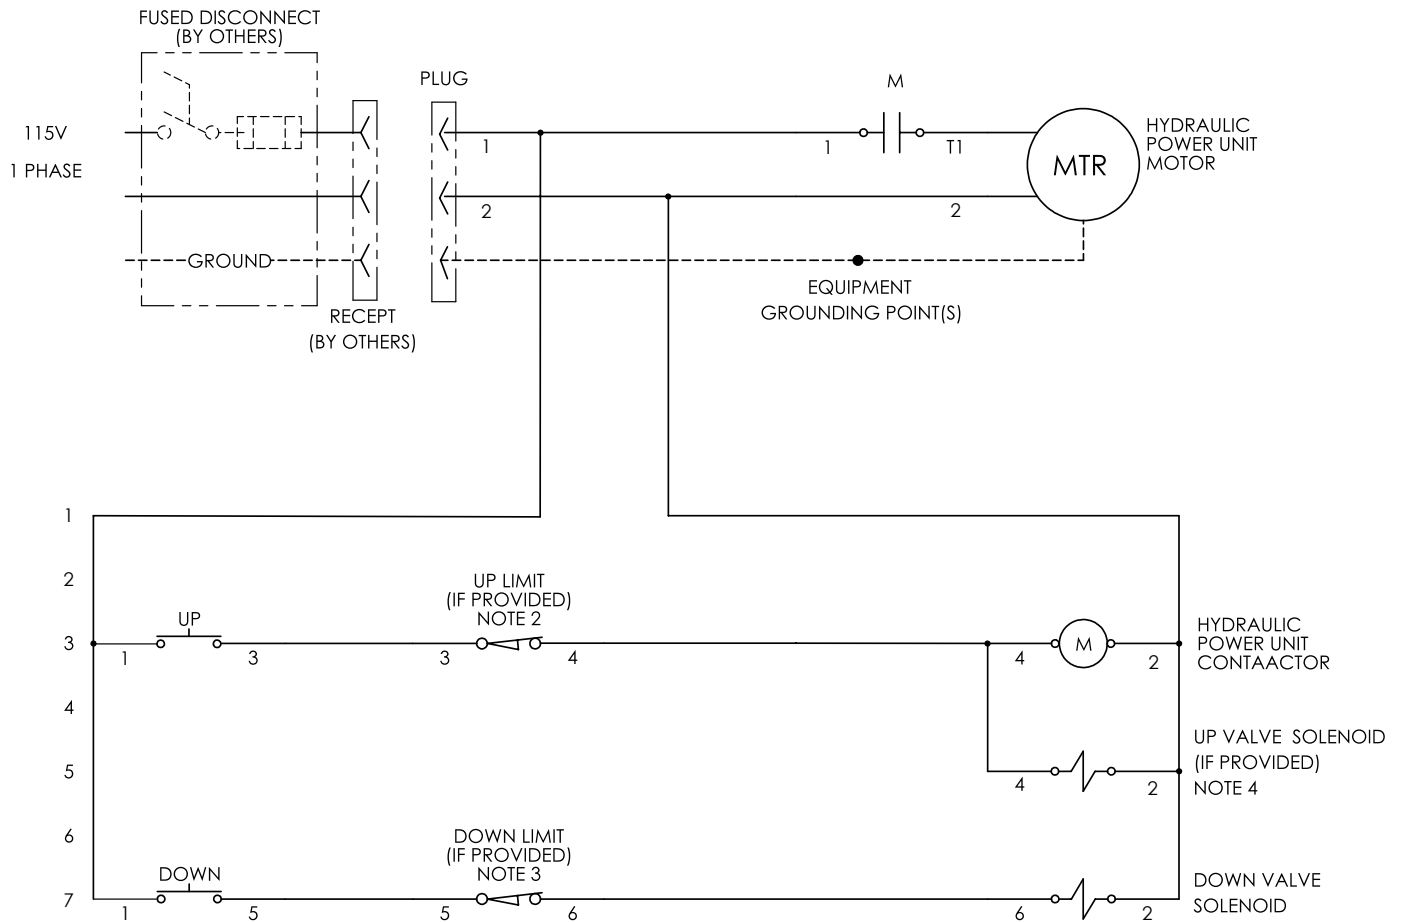 FUSED DISCONNECT
(BY OTHERS)
PLUG
M
115V
1 PHASE
1
1
T1
MTR
HYDRAULIC
POWER UNIT
MOTOR
2
2
GROUND
EQUIPMENT
GROUNDING POINT(S)
RECEPT
(BY OTHERS)
1
2
UP LIMIT
(IF PROVIDED)
NOTE 2
UP
3
1
3
3
4
4
M
2
HYDRAULIC
POWER UNIT
CONTAACTOR
4
5
4
2
UP VALVE SOLENOID
(IF PROVIDED)
NOTE 4
6
DOWN LIMIT
(IF PROVIDED)
NOTE 3
DOWN
7
1
5
5
6
6
2
DOWN VALVE
SOLENOID